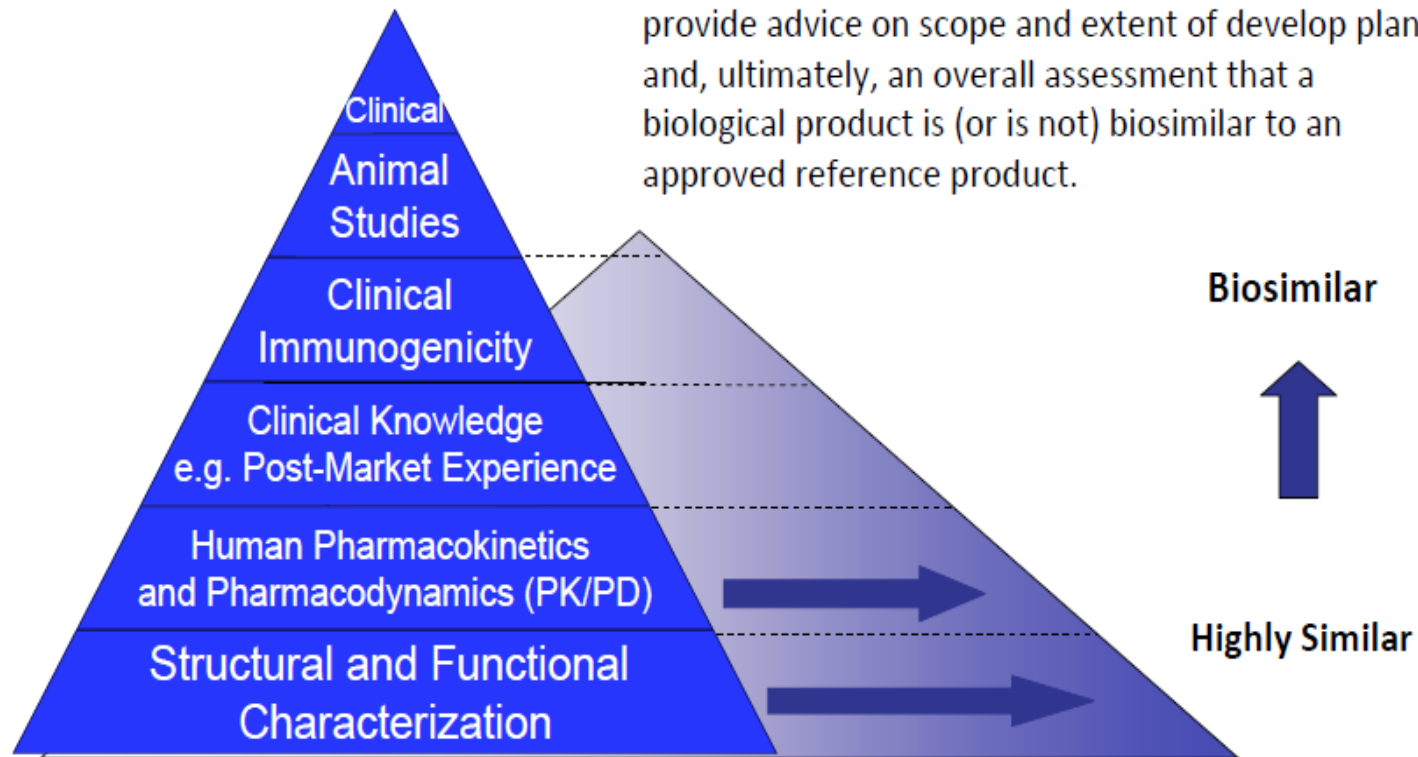 provide advice on scope and extent of develop plan
and, ultimately, an overall assessment that a
biological product is (or is not) biosimilar to an
approved reference product.
Clinical
Animal
Studies
Clinical
Immunogenicity
Clinical Knowledge
e.g. Post-Market Experience
Human Pharmacokinetics
and Pharmacodynamics (PK/PD)
Structural and Functional
Characterization
Biosimilar
Highly Similar